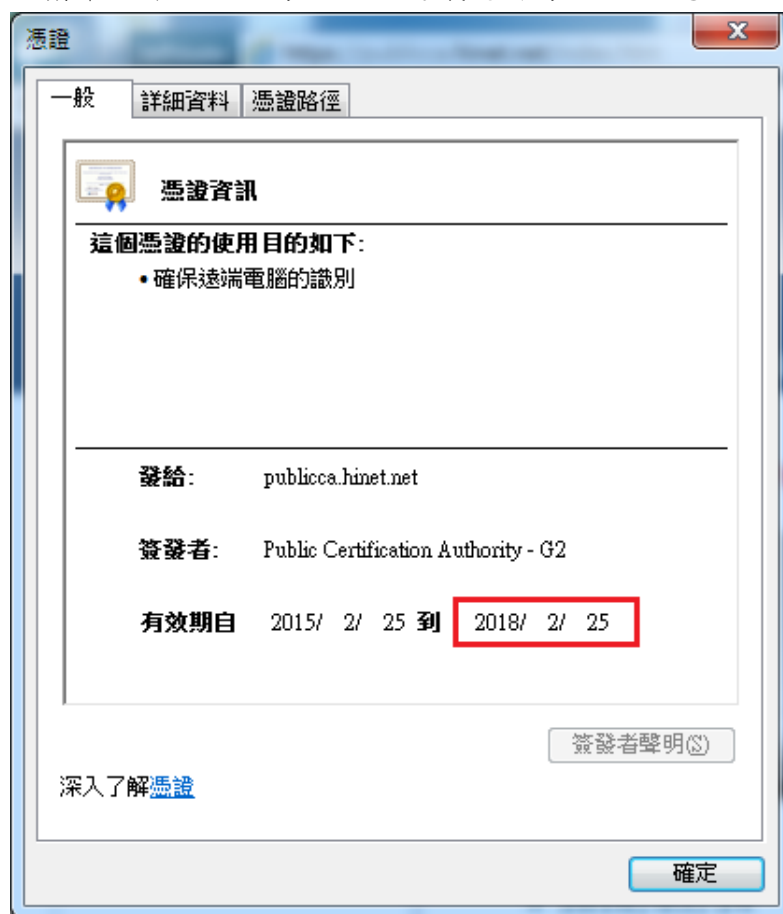 憑證
一般 詳細資料 憑證路徑
憑證資訊
這個憑證的使用目的如下:
•確保遠端電腦的識別
發給: publicca.hinet.net
簽發者: Public Certification Authority - G2
有效期自 2015/ 2/ 25 到 2018/ 2/ 25
簽發者聲明(S)
深入了解憑證
確定